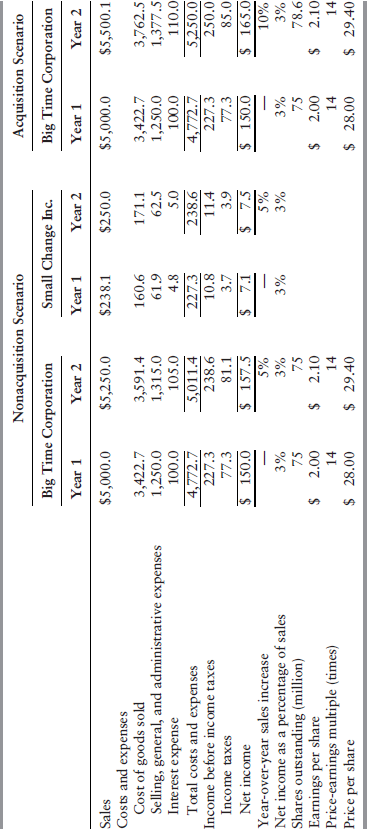 Nonacquisition Scenario Acquisition Scenario
Big Time Corporation Small Change Inc. Big Time Corporation
Year 1 Year 2 Year 1 Year 2 Year 1 Year 2
Sales $5,000.0 $5,250.0 $238.1 $250.0 $5,000.0 $5,500.1
Costs and expenses
Cost of goods sold 3,422.7 3,591.4 160.6 171.1 3,422.7 3,762.5
Selling, general, and administrative expenses 1,250.0 1,315.0 61.9 62.5 1,250.0 1,377.5
Interest expense 100.0 105.0 4.8 5.0 100.0 110.0
Total costs and expenses 4,772.7 5,011.4 227.3 238.6 4,772.7 5,250.0
Income before income taxes 227.3 238.6 10.8 11.4 227.3 250.0
Income taxes 77.3 81.1 3.7 3.9 77.3 85.0
Net income $ 150.0 $ 157.5 $ 7.1 $ 7.5 $ 150.0 $ 165.0
Year-over-year sales increase — 5% — 5% — 10%
Net income as a percentage of sales 3% 3% 3% 3% 3% 3%
Shares outstanding (million) 75 75 75 78.6
Earnings per share $ 2.00 $ 2.10 $ 2.00 $ 2.10
Price-earnings multiple (times) 14 14 14 14
Price per share $ 28.00 $ 29.40 $ 28.00 $ 29.40